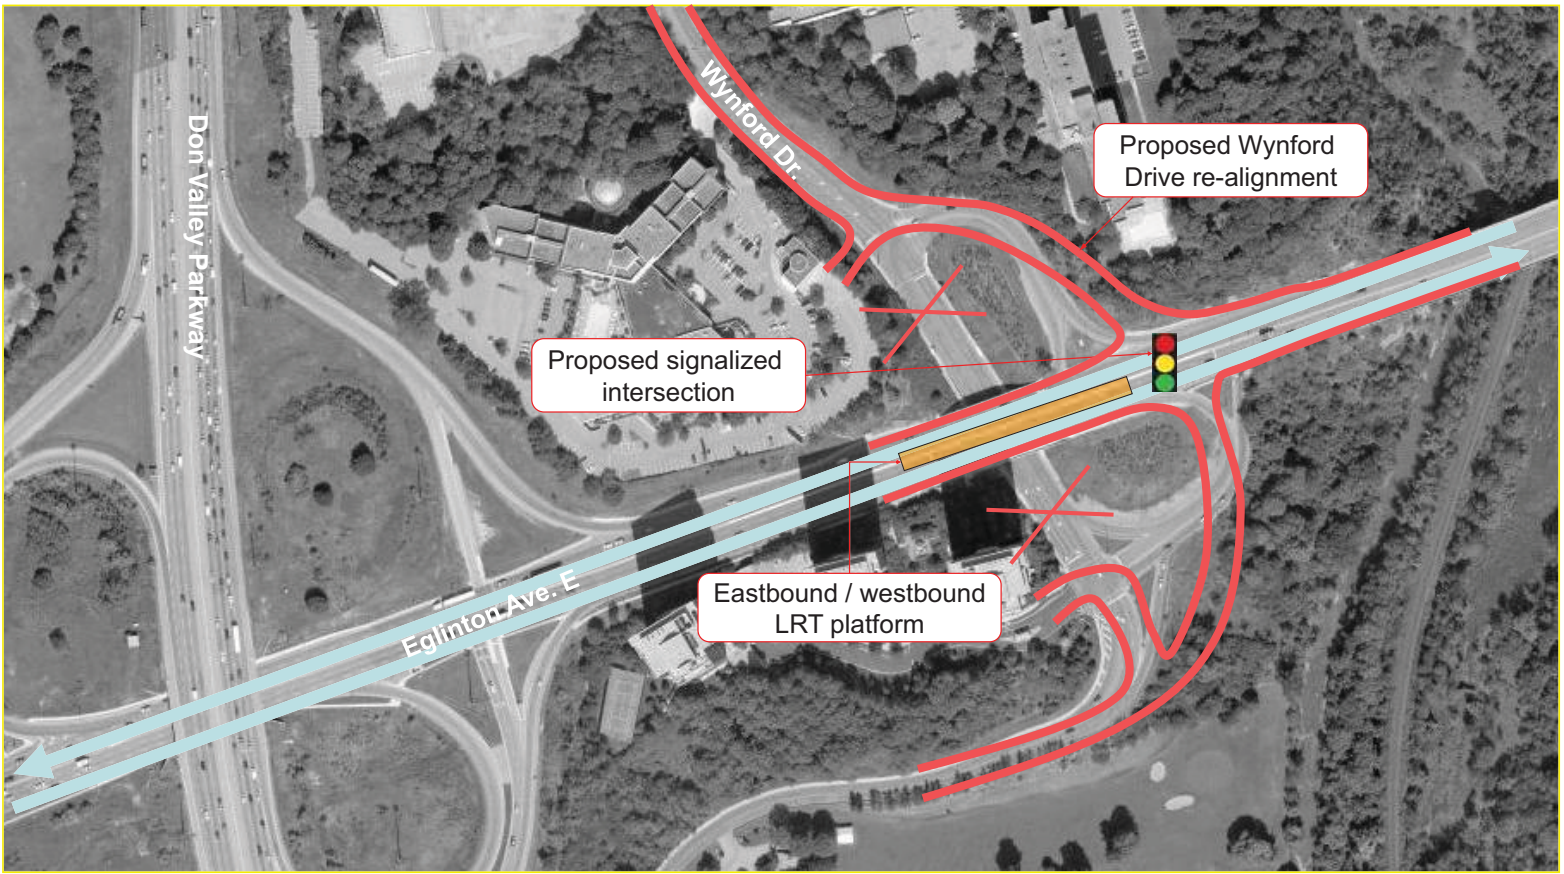 Wynford Dr.
Don Valley Parkway
Proposed Wynford
Drive re-alignment
Proposed signalized
intersection
Eastbound / westbound
LRT platform
Eglinton Ave. E